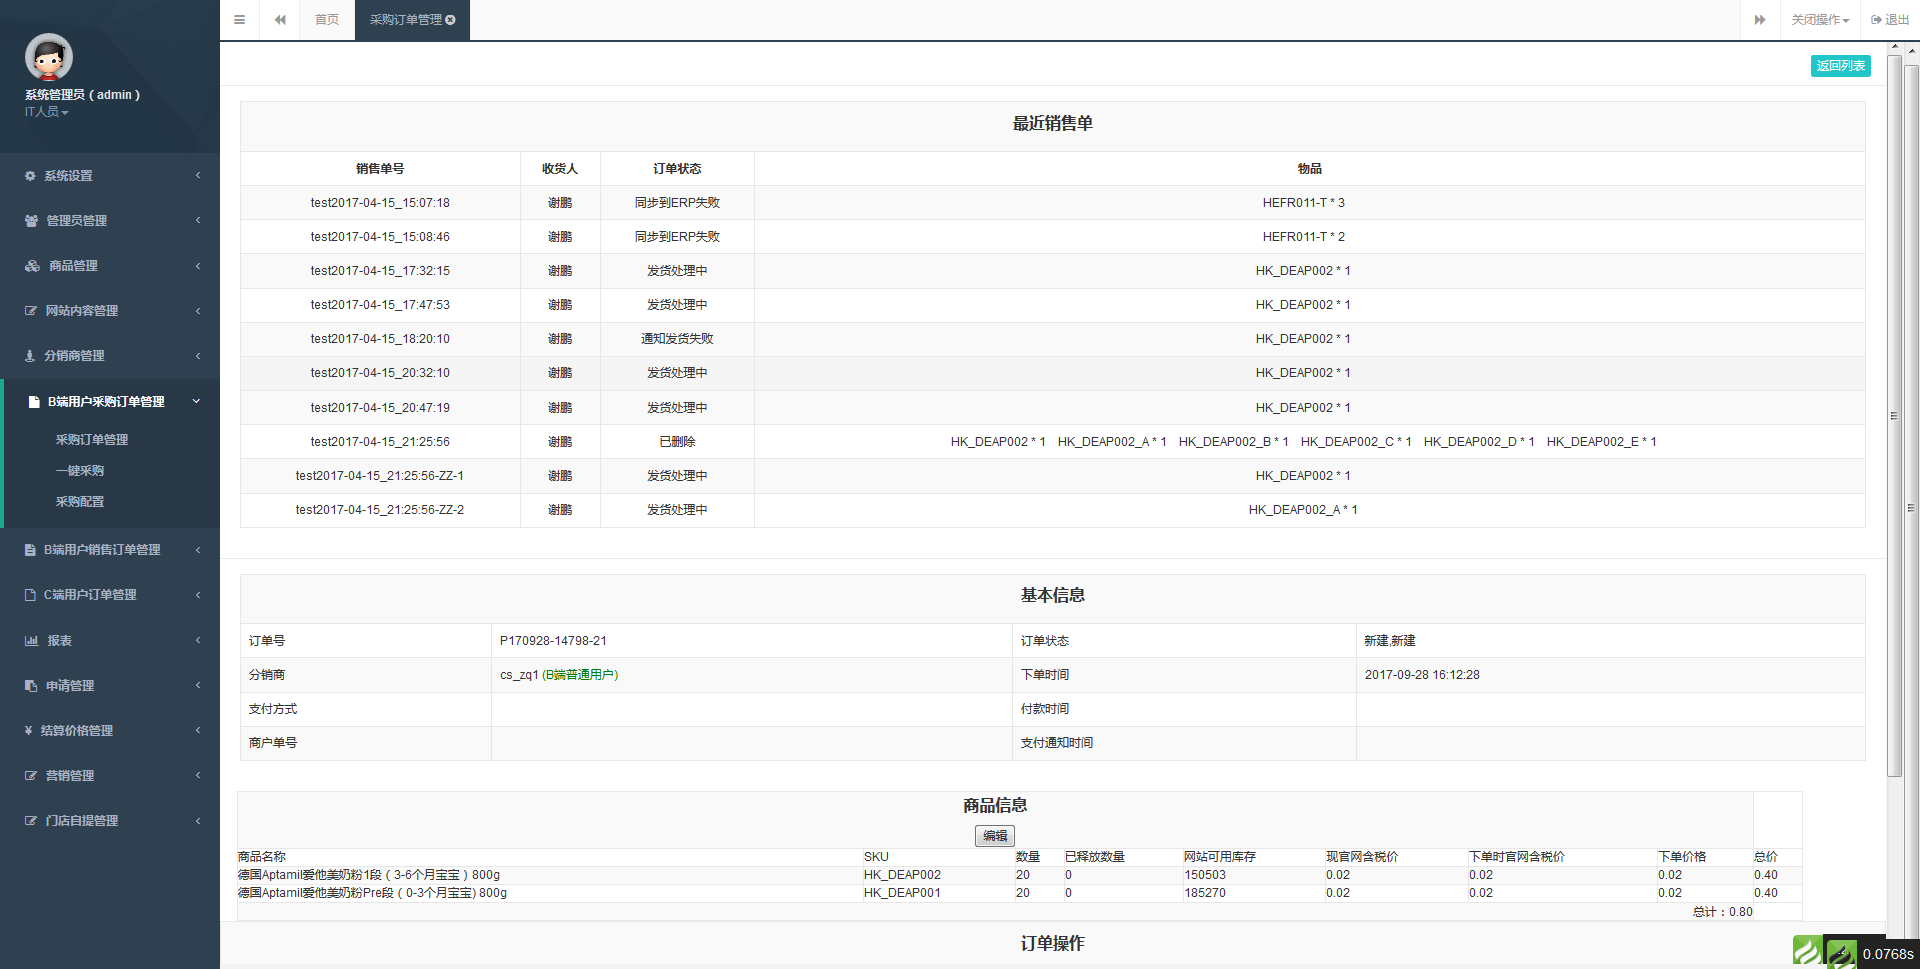 首页
采购订单管理
关闭操作
退出
系统管理员（admin）
IT人员
系统设置
管理员管理
商品管理
网站内容管理
分销商管理
B端用户采购订单管理
采购订单管理
一键采购
采购配置
B端用户销售订单管理
C端用户订单管理
报表
申请管理
¥ 结算价格管理
营销管理
门店自提管理
返回列表
最近销售单
销售单号 收货人 订单状态 物品
test2017-04-15_15:07:18 谢鹏 同步到ERP失败 HEFR011-T * 3
test2017-04-15_15:08:46 谢鹏 同步到ERP失败 HEFR011-T * 2
test2017-04-15_17:32:15 谢鹏 发货处理中 HK_DEAP002 * 1
test2017-04-15_17:47:53 谢鹏 发货处理中 HK_DEAP002 * 1
test2017-04-15_18:20:10 谢鹏 通知发货失败 HK_DEAP002 * 1
test2017-04-15_20:32:10 谢鹏 发货处理中 HK_DEAP002 * 1
test2017-04-15_20:47:19 谢鹏 发货处理中 HK_DEAP002 * 1
test2017-04-15_21:25:56 谢鹏 已删除 HK_DEAP002 * 1 HK_DEAP002_A * 1 HK_DEAP002_B * 1 HK_DEAP002_C * 1 HK_DEAP002_D * 1 HK_DEAP002_E * 1
test2017-04-15_21:25:56-ZZ-1 谢鹏 发货处理中 HK_DEAP002 * 1
test2017-04-15_21:25:56-ZZ-2 谢鹏 发货处理中 HK_DEAP002_A * 1
基本信息
订单号 P170928-14798-21 订单状态 新建,新建
分销商 cs_zq1 (B端普通用户) 下单时间 2017-09-28 16:12:28
支付方式 付款时间
商户单号 支付通知时间
商品信息
编辑
商品名称 SKU 数量 已释放数量 网站可用库存 现官网含税价 下单时官网含税价 下单价格 总价
德国Aptamil爱他美奶粉1段（3-6个月宝宝）800g HK_DEAP002 20 0 150503 0.02 0.02 0.02 0.40
德国Aptamil爱他美奶粉Pre段（0-3个月宝宝) 800g HK_DEAP001 20 0 185270 0.02 0.02 0.02 0.40
总计：0.80
订单操作
0.0768s